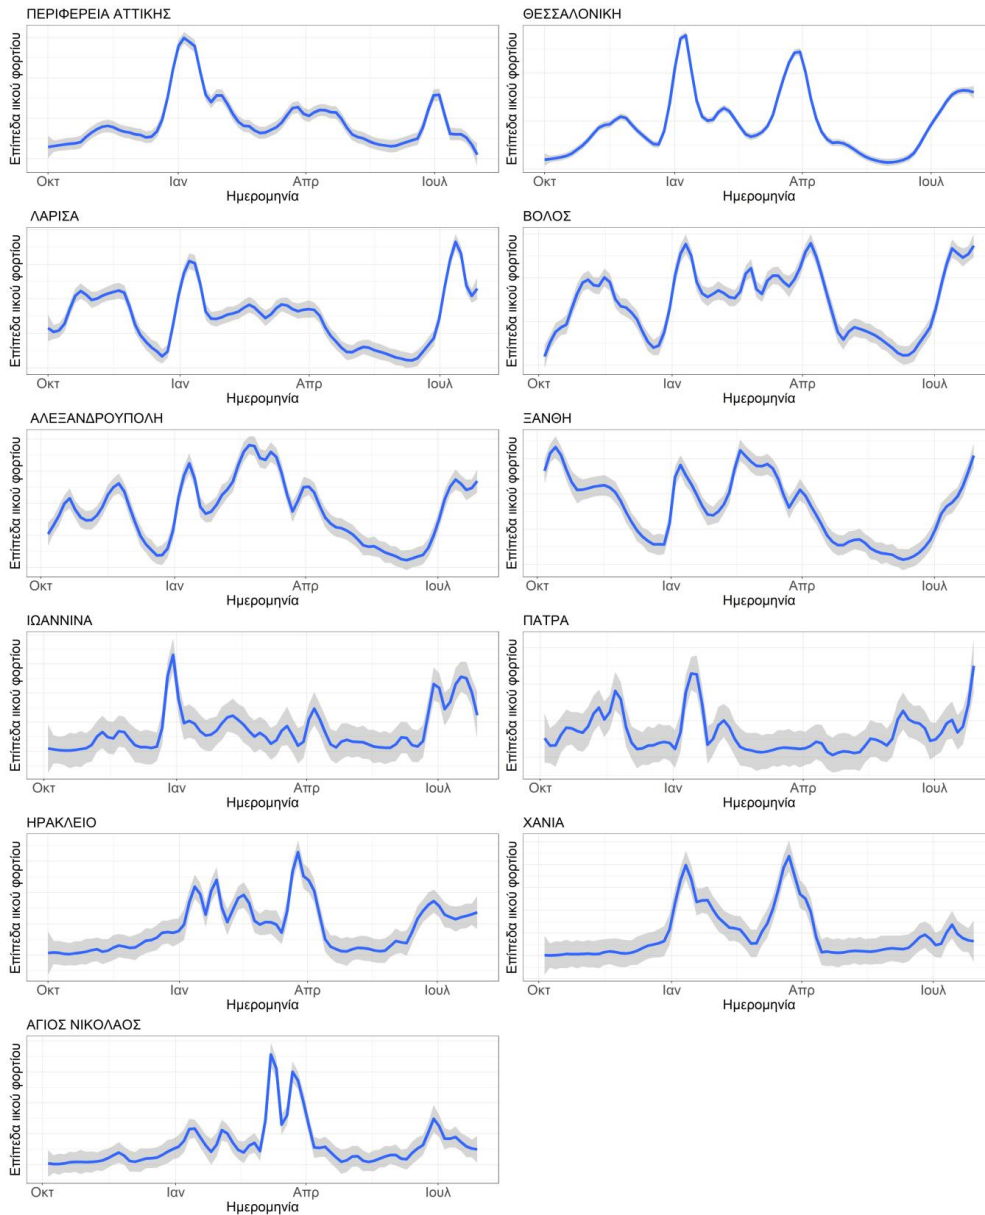 ΠΕΡΙΦΕΡΕΙΑ ΑΤΤΙΚΗΣ
Επίπεδα ιικού φορτίου
Οκτ Ιαν Απρ Ιουλ
Ημερομηνία
ΘΕΣΣΑΛΟΝΙΚΗ
Επίπεδα ιικού φορτίου
Οκτ Ιαν Απρ Ιουλ
Ημερομηνία
ΛΑΡΙΣΑ
Επίπεδα ιικού φορτίου
Οκτ Ιαν Απρ Ιουλ
Ημερομηνία
ΒΟΛΟΣ
Επίπεδα ιικού φορτίου
Οκτ Ιαν Απρ Ιουλ
Ημερομηνία
ΑΛΕΞΑΝΔΡΟΥΠΟΛΗ
Επίπεδα ιικού φορτίου
Οκτ Ιαν Απρ Ιουλ
Ημερομηνία
ΞΑΝΘΗ
Επίπεδα ιικού φορτίου
Οκτ Ιαν Απρ Ιουλ
Ημερομηνία
ΙΩΑΝΝΙΝΑ
Επίπεδα ιικού φορτίου
Οκτ Ιαν Απρ Ιουλ
Ημερομηνία
ΠΑΤΡΑ
Επίπεδα ιικού φορτίου
Οκτ Ιαν Απρ Ιουλ
Ημερομηνία
ΗΡΑΚΛΕΙΟ
Επίπεδα ιικού φορτίου
Οκτ Ιαν Απρ Ιουλ
Ημερομηνία
ΧΑΝΙΑ
Επίπεδα ιικού φορτίου
Οκτ Ιαν Απρ Ιουλ
Ημερομηνία
ΑΓΙΟΣ ΝΙΚΟΛΑΟΣ
Επίπεδα ιικού φορτίου
Οκτ Ιαν Απρ Ιουλ
Ημερομηνία